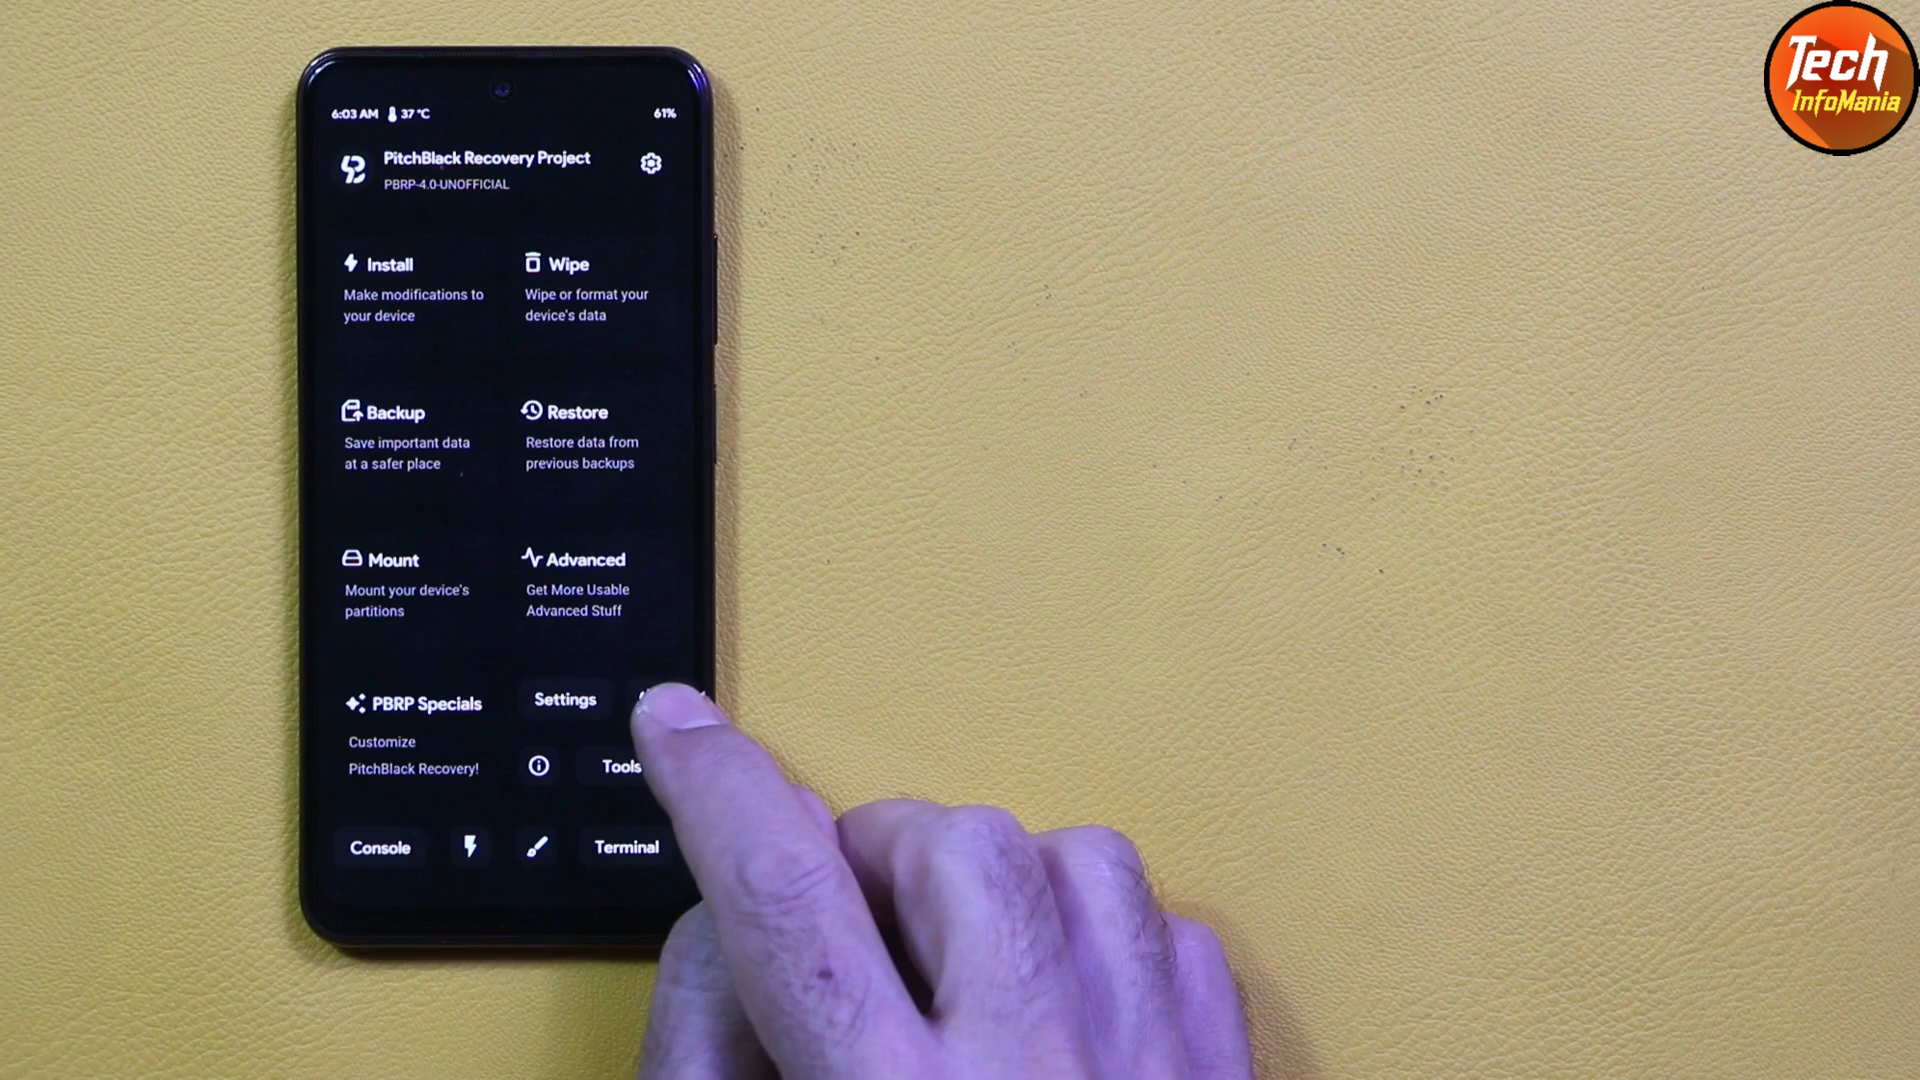 Tech
InfoMania
6:03 AM 37 °C
61%
PitchBlack Recovery Project
PBRP-4.0-UNOFFICIAL
Install
Make modifications to
your device
Wipe
Wipe or format your
device's data
Backup
Save important data
at a safer place
Restore
Restore data from
previous backups
Mount
Mount your device's
partitions
Advanced
Get More Usable
Advanced Stuff
PBRP Specials
Customize
PitchBlack Recovery!
Settings
Tools
Console
Terminal